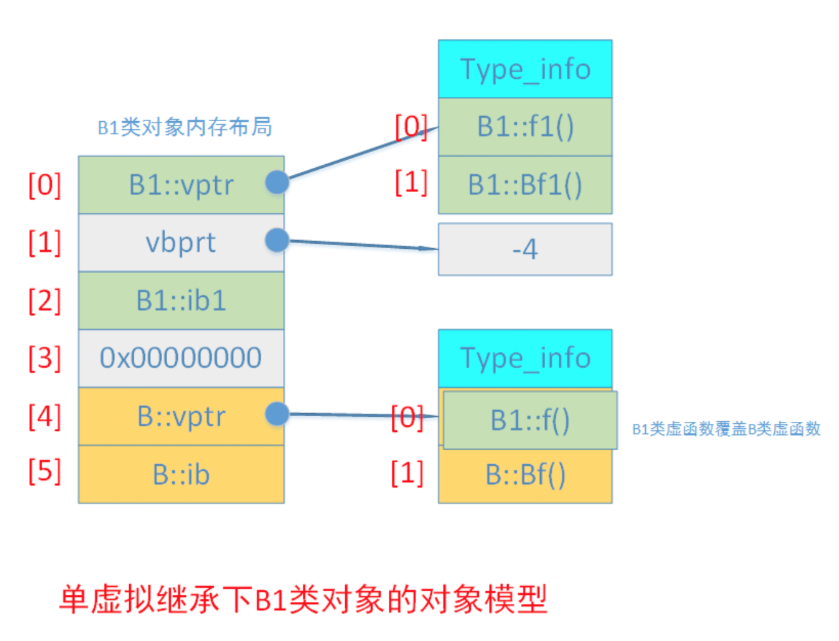 Type_info
B1类对象内存布局
[0] B1::f1()
[0] B1::vptr
[1] B1::Bf1()
[1] vbprt
-4
[2] B1::ib1
[3] 0x00000000
Type_info
[4] B::vptr
[0] B1::f()
B1类虚函数覆盖B类虚函数
[5] B::ib
[1] B::Bf()
单虚拟继承下B1类对象的对象模型